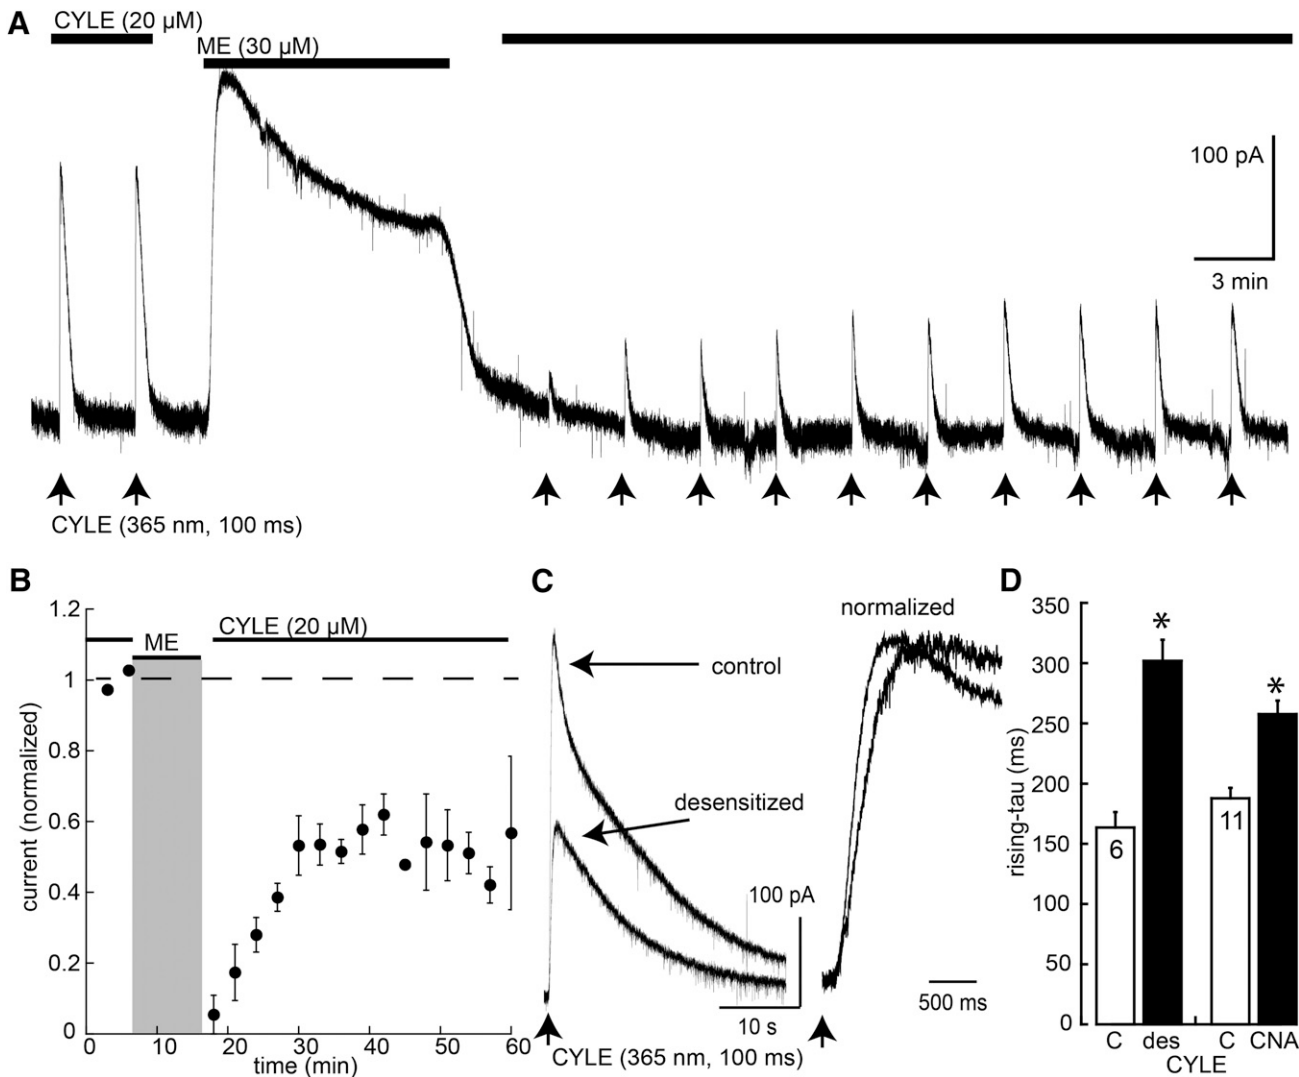 A
CYLE (20 µM)
ME (30 µM)
100 pA
3 min
CYLE (365 nm, 100 ms)
B
1.2
1
0.8
0.6
0.4
0.2
0
current (normalized)
CYLE (20 µM)
ME
0
10
20
30
40
50
60
time (min)
C
control
desensitized
100 pA
10 s
CYLE (365 nm, 100 ms)
normalized
500 ms
D
350
300
250
200
150
100
50
0
rising-tau (ms)
*
*
6
11
C des C CNA
CYLE